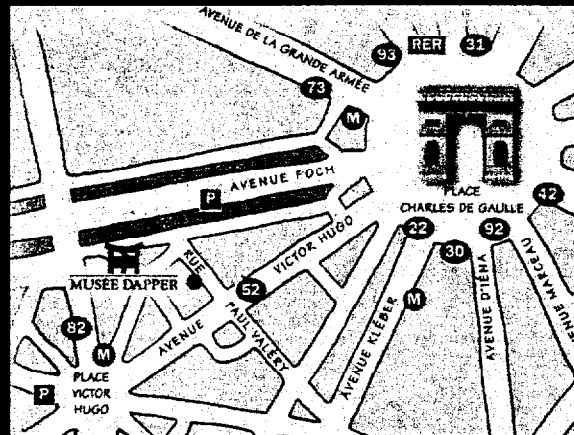 AVENUE DE LA GRANDE ARMÉE
93
RER
31
73
M
AVENUE FOCH
P
PLACE
CHARLES DE GAULLE
42
22
92
30
VICTOR HUGO
RUE
MUSÉE DAPPER
52
PAUL VALÉRY
AVENUE
AVENUE KLÉBER
M
AVENUE D'IÉNA
AVENUE MARCEAU
82
M
PLACE
VICTOR
HUGO
P